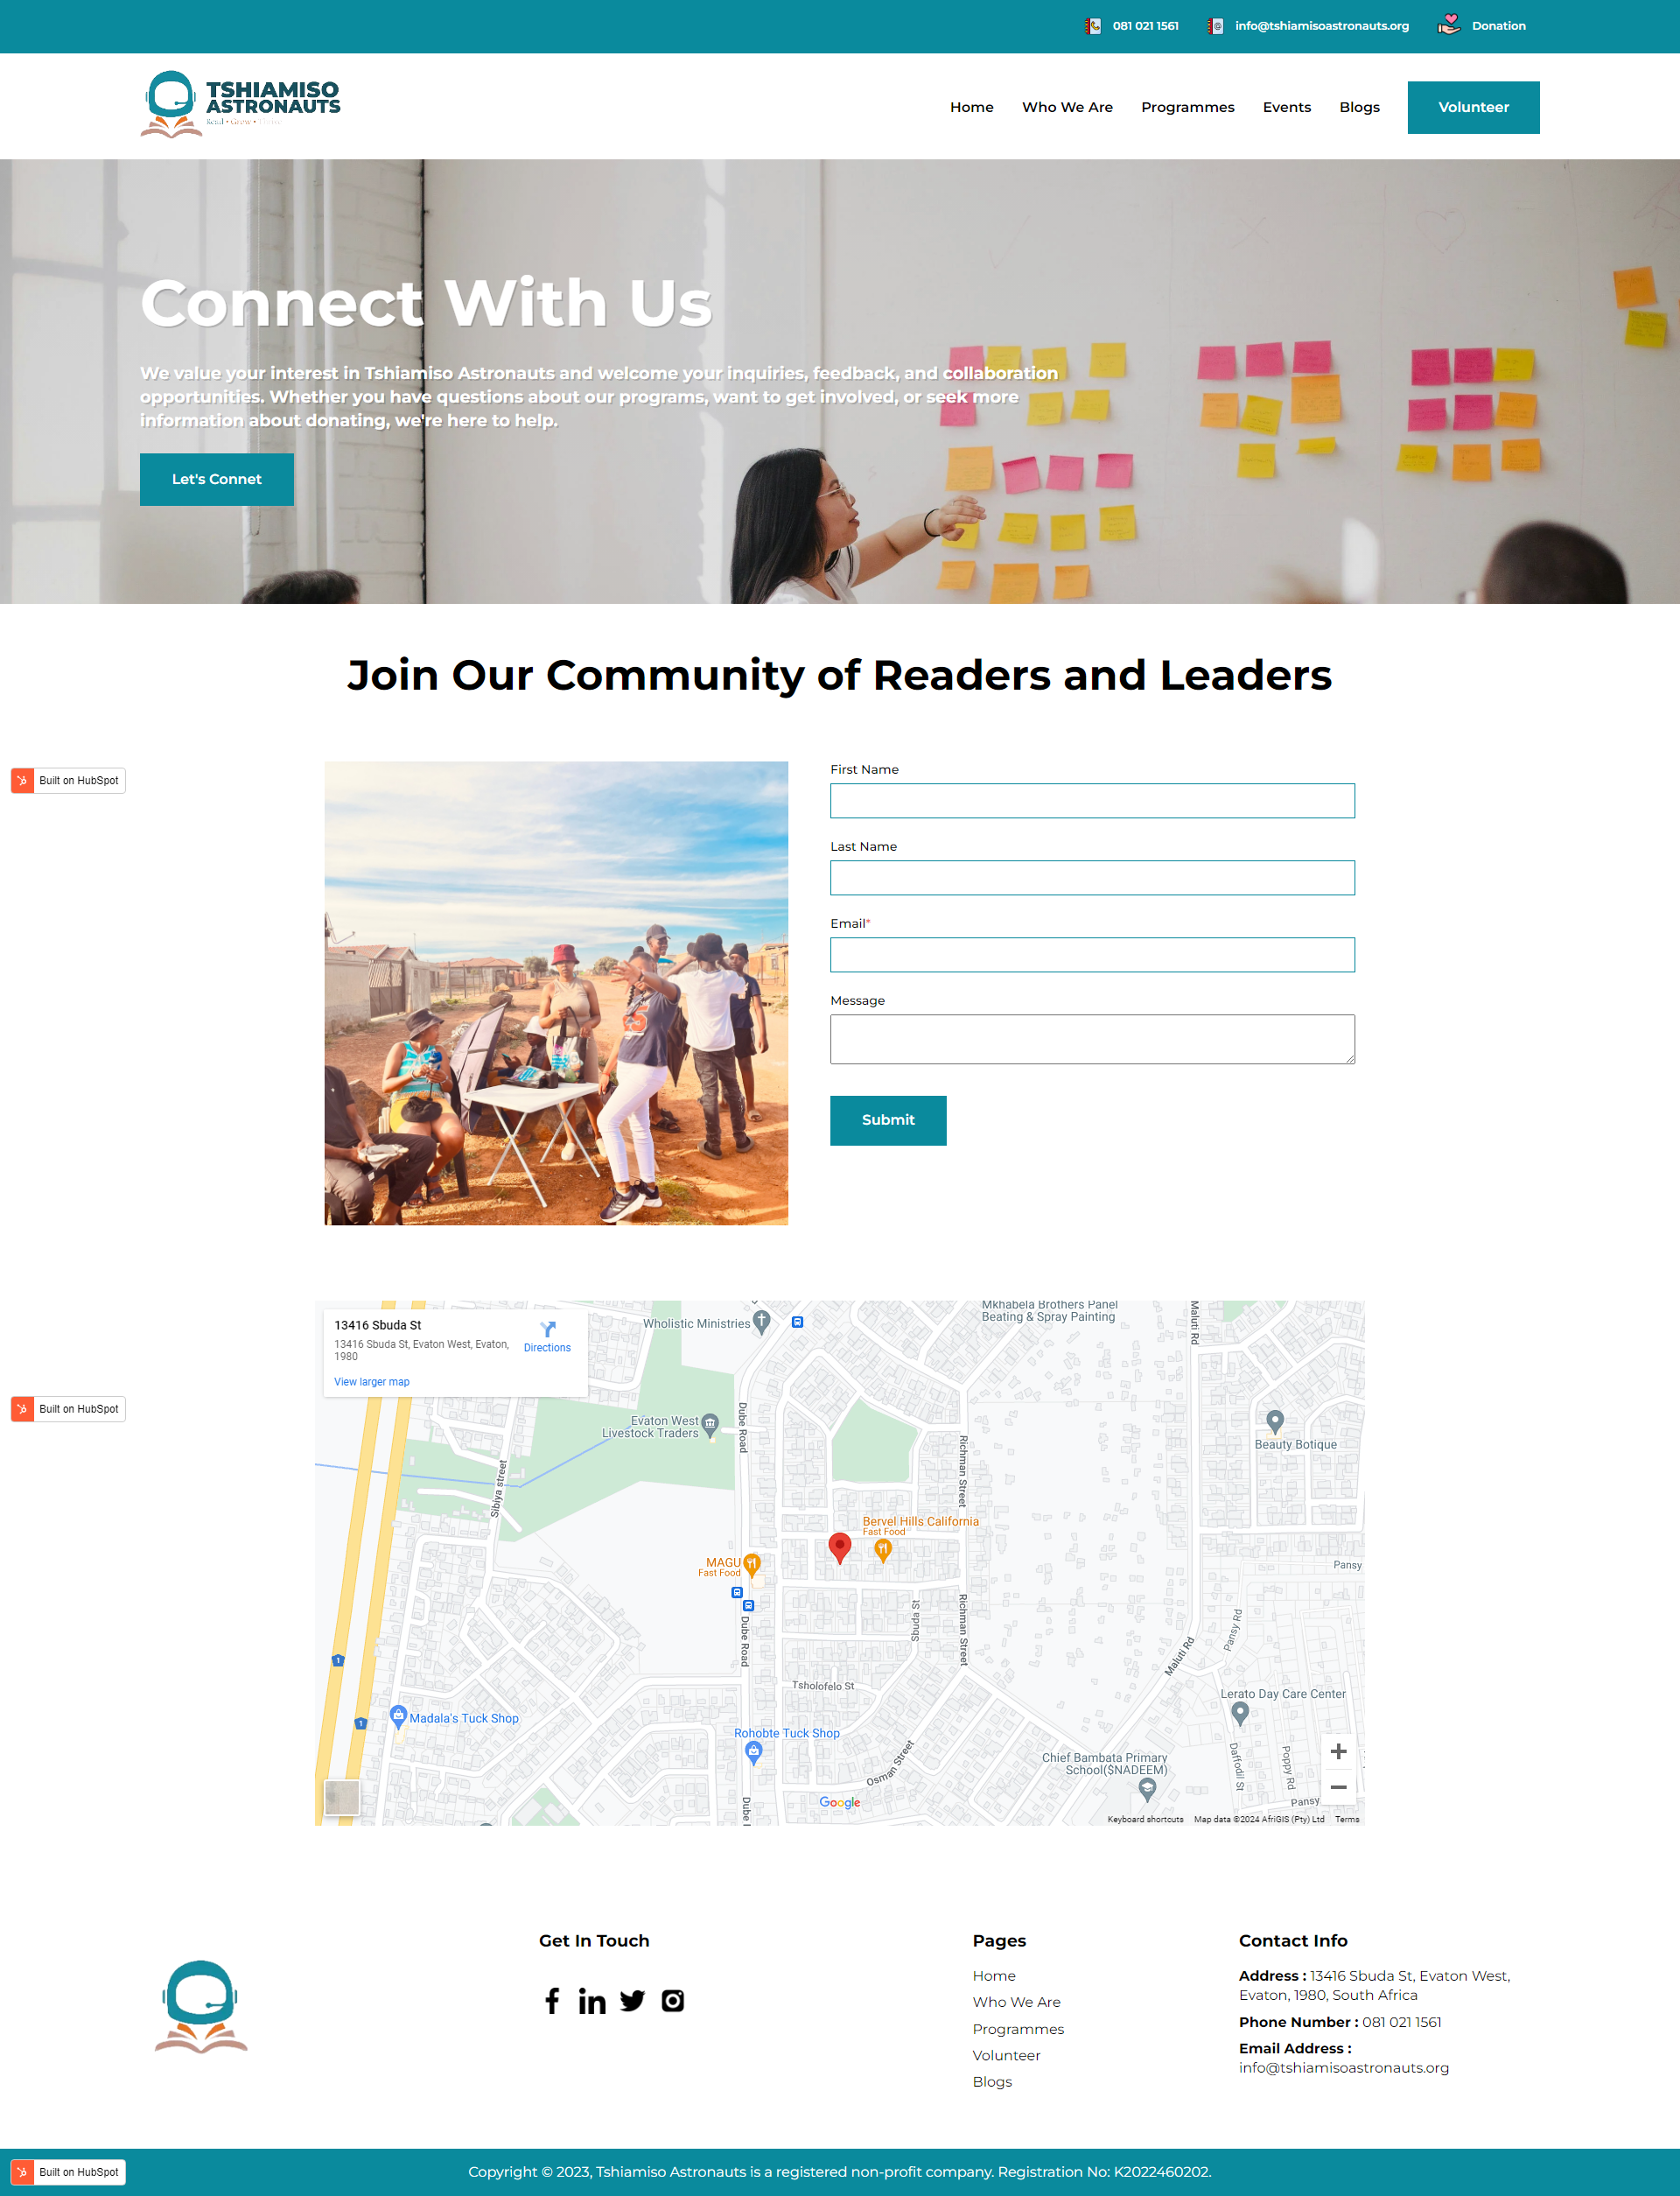 081 021 1561
info@tshiamisoastronauts.org
Donation
TSHIAMISO
ASTRONAUTS
Read • Grow •
Home
Who We Are
Programmes
Events
Blogs
Volunteer
Connect With Us
We value your interest in Tshiamiso Astronauts and welcome your inquiries, feedback, and collaboration
opportunities. Whether you have questions about our programs, want to get involved, or seek more
information about donating, we're here to help.
Let's Connet
Join Our Community of Readers and Leaders
Built on HubSpot
First Name
Last Name
Email*
Message
Submit
13416 Sbuda St
13416 Sbuda St, Evaton West, Evaton,
1980
Directions
View larger map
Wholistic Ministries
Mkhabela Brothers Panel
Beating & Spray Painting
Maluti Rd
Built on HubSpot
Evaton West
Livestock Traders
Dube Road
Richman Street
Beauty Botique
Sibiya street
Bervel Hills California
Fast Food
MAGU
Fast Food
Pansy
Sbuda St
Richman Street
Dube Road
Pansy Rd
Maluti Rd
1
Tsholofelo St
Lerato Day Care Center
Madala's Tuck Shop
1
Rohobte Tuck Shop
Osman Street
Chief Bambata Primary
School($NADEEM)
Daffodil St
Poppy Rd
Pansy
Dube
Google
Keyboard shortcuts
Map data ©2024 AfriGIS (Pty) Ltd
Terms
Get In Touch
Pages
Home
Who We Are
Programmes
Volunteer
Blogs
Contact Info
Address : 13416 Sbuda St, Evaton West,
Evaton, 1980, South Africa
Phone Number : 081 021 1561
Email Address :
info@tshiamisoastronauts.org
Built on HubSpot
Copyright © 2023, Tshiamiso Astronauts is a registered non-profit company. Registration No: K2022460202.